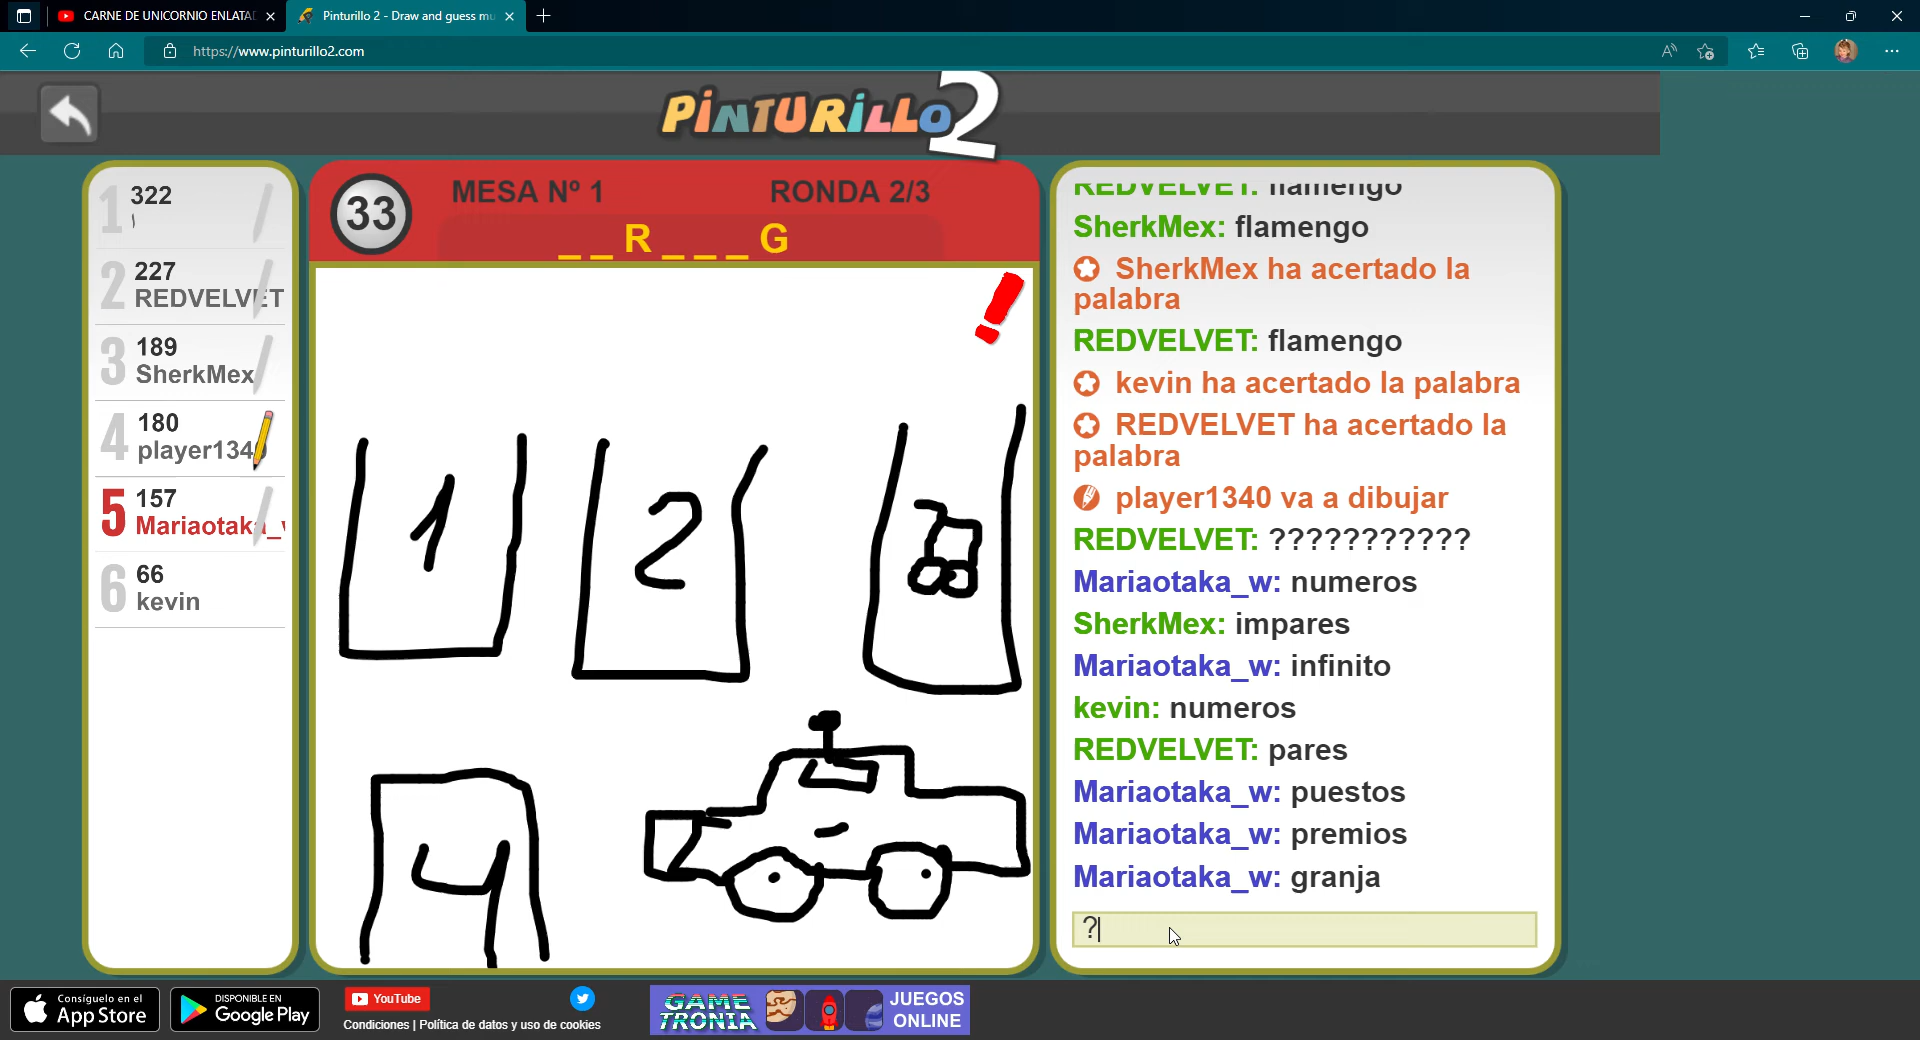 CARNE DE UNICORNIO ENLATAD
Pinturillo 2 - Draw and guess mu
https://www.pinturillo2.com
PINTURILLO 2
1 322
2 227
REDVELVET
3 189
SherkMex
4 180
player1340
5 157
Mariaotaka_w
6 66
kevin
33
MESA Nº 1
RONDA 2/3
_ _ R _ _ _ G
1
2
4
REDVELVET: flamengo
SherkMex: flamengo
SherkMex ha acertado la
palabra
REDVELVET: flamengo
kevin ha acertado la palabra
REDVELVET ha acertado la
palabra
player1340 va a dibujar
REDVELVET: ???????????
Mariaotaka_w: numeros
SherkMex: impares
Mariaotaka_w: infinito
kevin: numeros
REDVELVET: pares
Mariaotaka_w: puestos
Mariaotaka_w: premios
Mariaotaka_w: granja
?
Consíguelo en el
App Store
DISPONIBLE EN
Google Play
YouTube
Condiciones | Política de datos y uso de cookies
GAME
TRONIA
JUEGOS
ONLINE